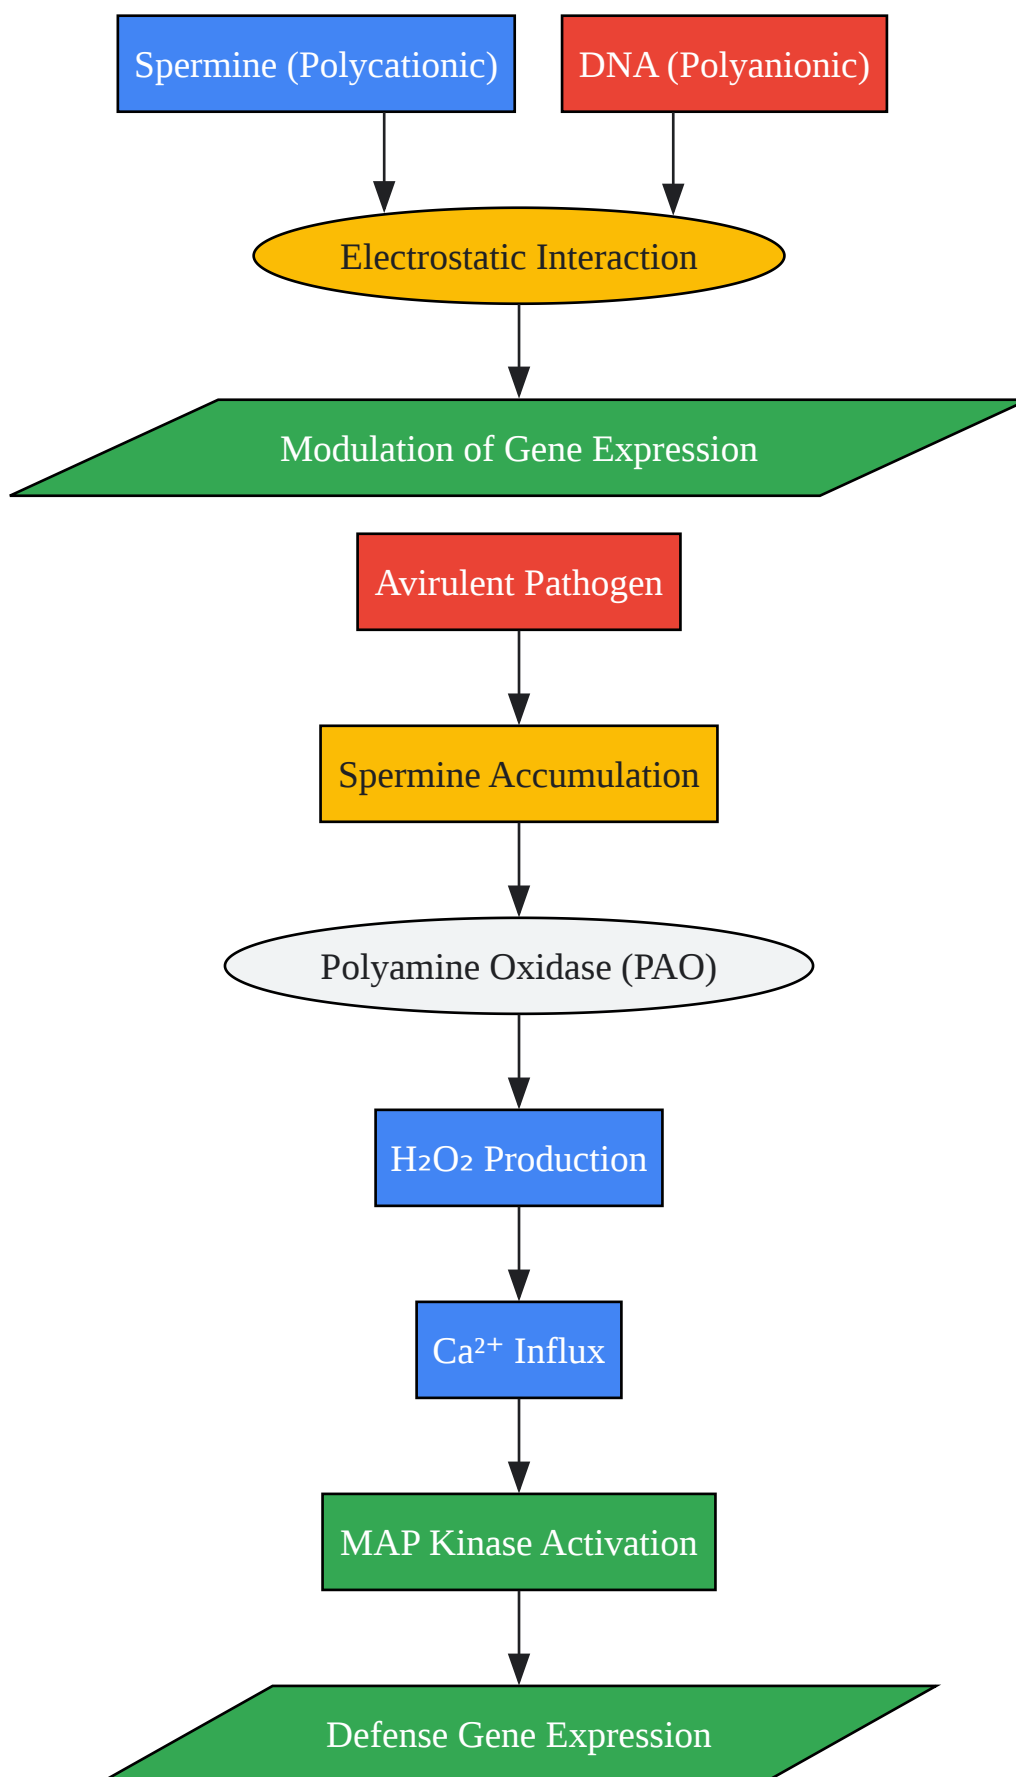 Spermine (Polycationic)
DNA (Polyanionic)
Electrostatic Interaction
Modulation of Gene Expression
Avirulent Pathogen
Spermine Accumulation
Polyamine Oxidase (PAO)
H₂O₂ Production
Ca²⁺ Influx
MAP Kinase Activation
Defense Gene Expression